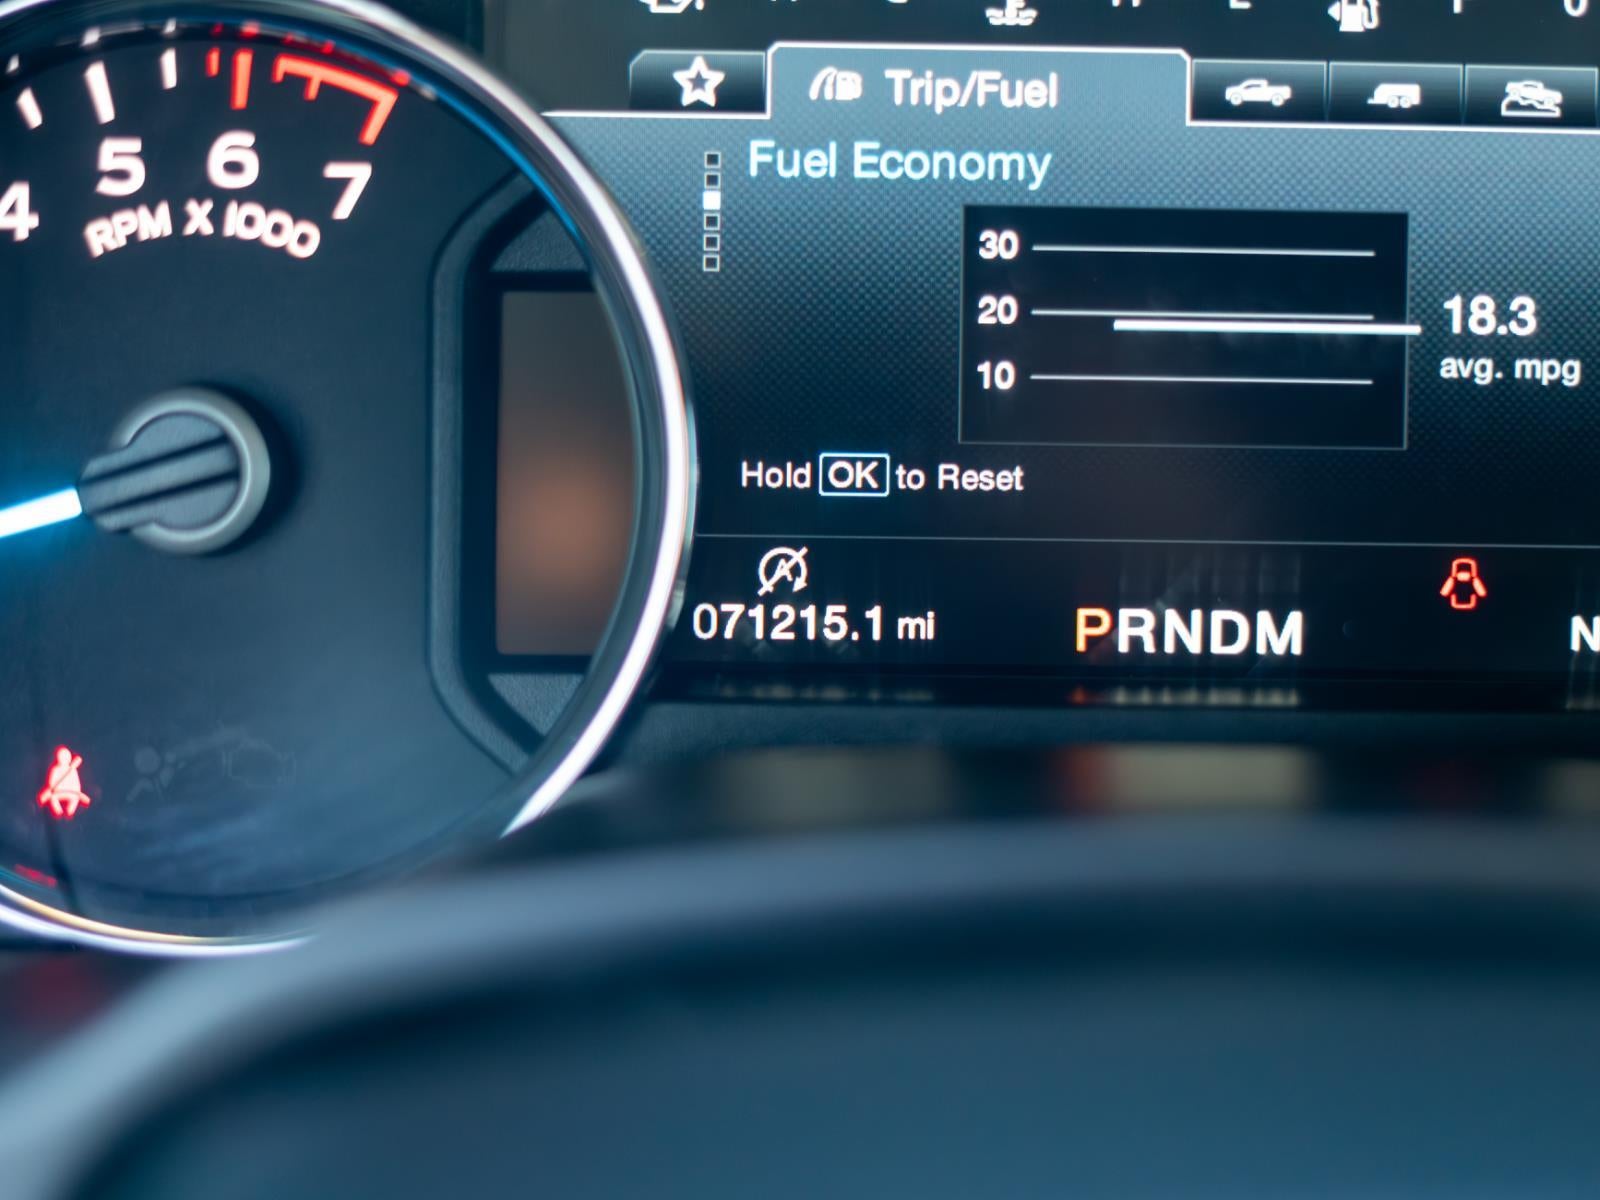 Trip/Fuel
Fuel Economy
30
20
10
18.3
avg. mpg
Hold OK to Reset
071215.1 mi
PRNDM
N
4 5 6 7
RPM X 1000